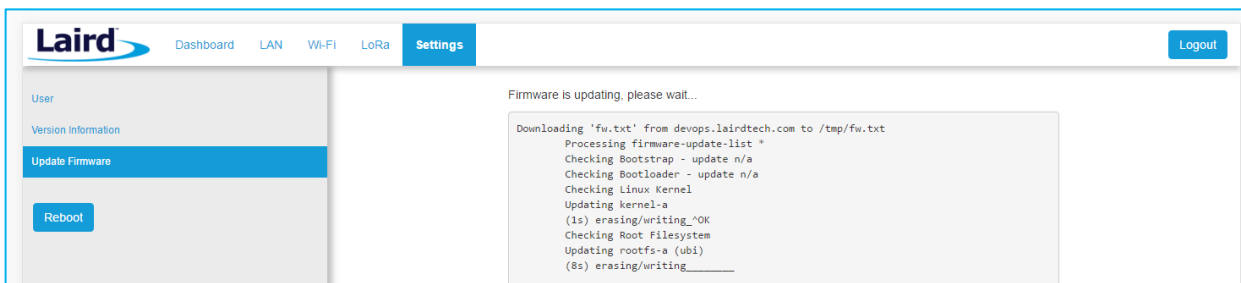 Laird™
Dashboard LAN Wi-Fi LoRa Settings Logout
User
Version Information
Update Firmware
Reboot
Firmware is updating, please wait...
Downloading 'fw.txt' from devops.lairdtech.com to /tmp/fw.txt
Processing firmware-update-list *
Checking Bootstrap - update n/a
Checking Bootloader - update n/a
Checking Linux Kernel
Updating kernel-a
(1s) erasing/writing_^OK
Checking Root Filesystem
Updating rootfs-a (ubi)
(8s) erasing/writing________